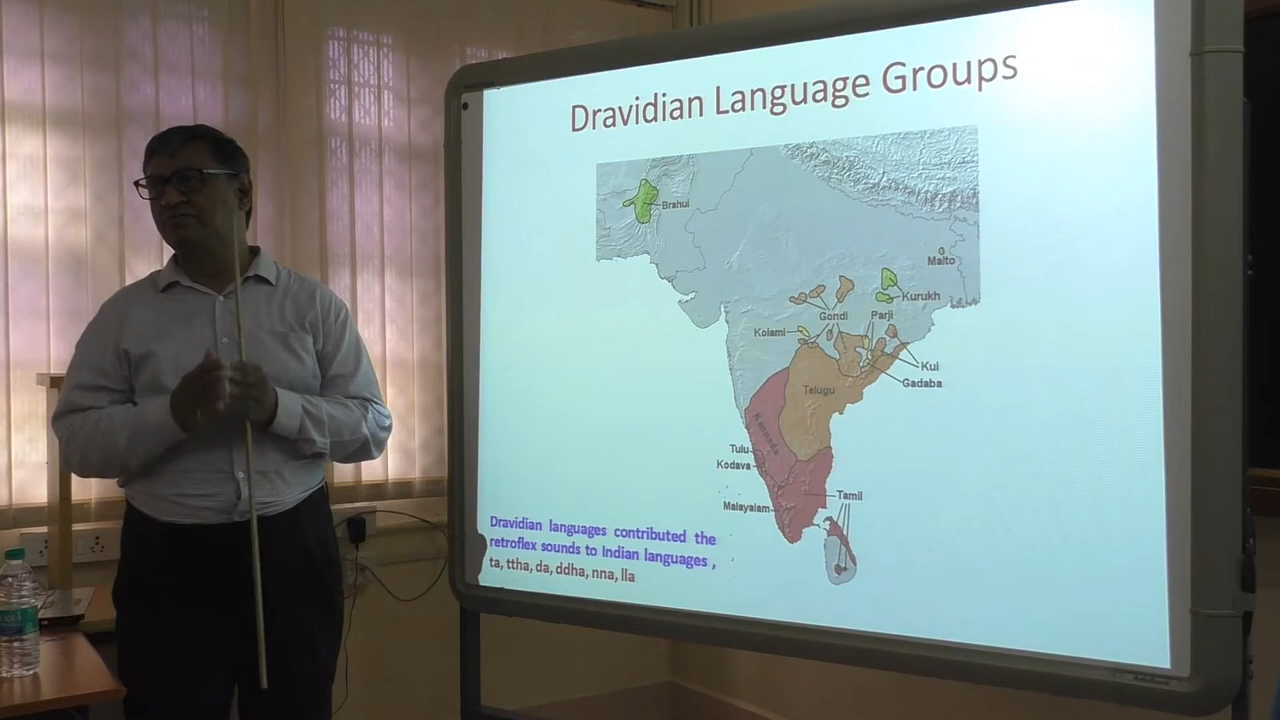 Dravidian Language Groups
Brahui
Malto
Kurukh
Gondi
Parji
Kolami
Kui
Gadaba
Telugu
Kannada
Tulu
Kodava
Tamil
Malayalam
Dravidian languages contributed the
retroflex sounds to Indian languages ,
ta, ttha, da, ddha, nna, lla